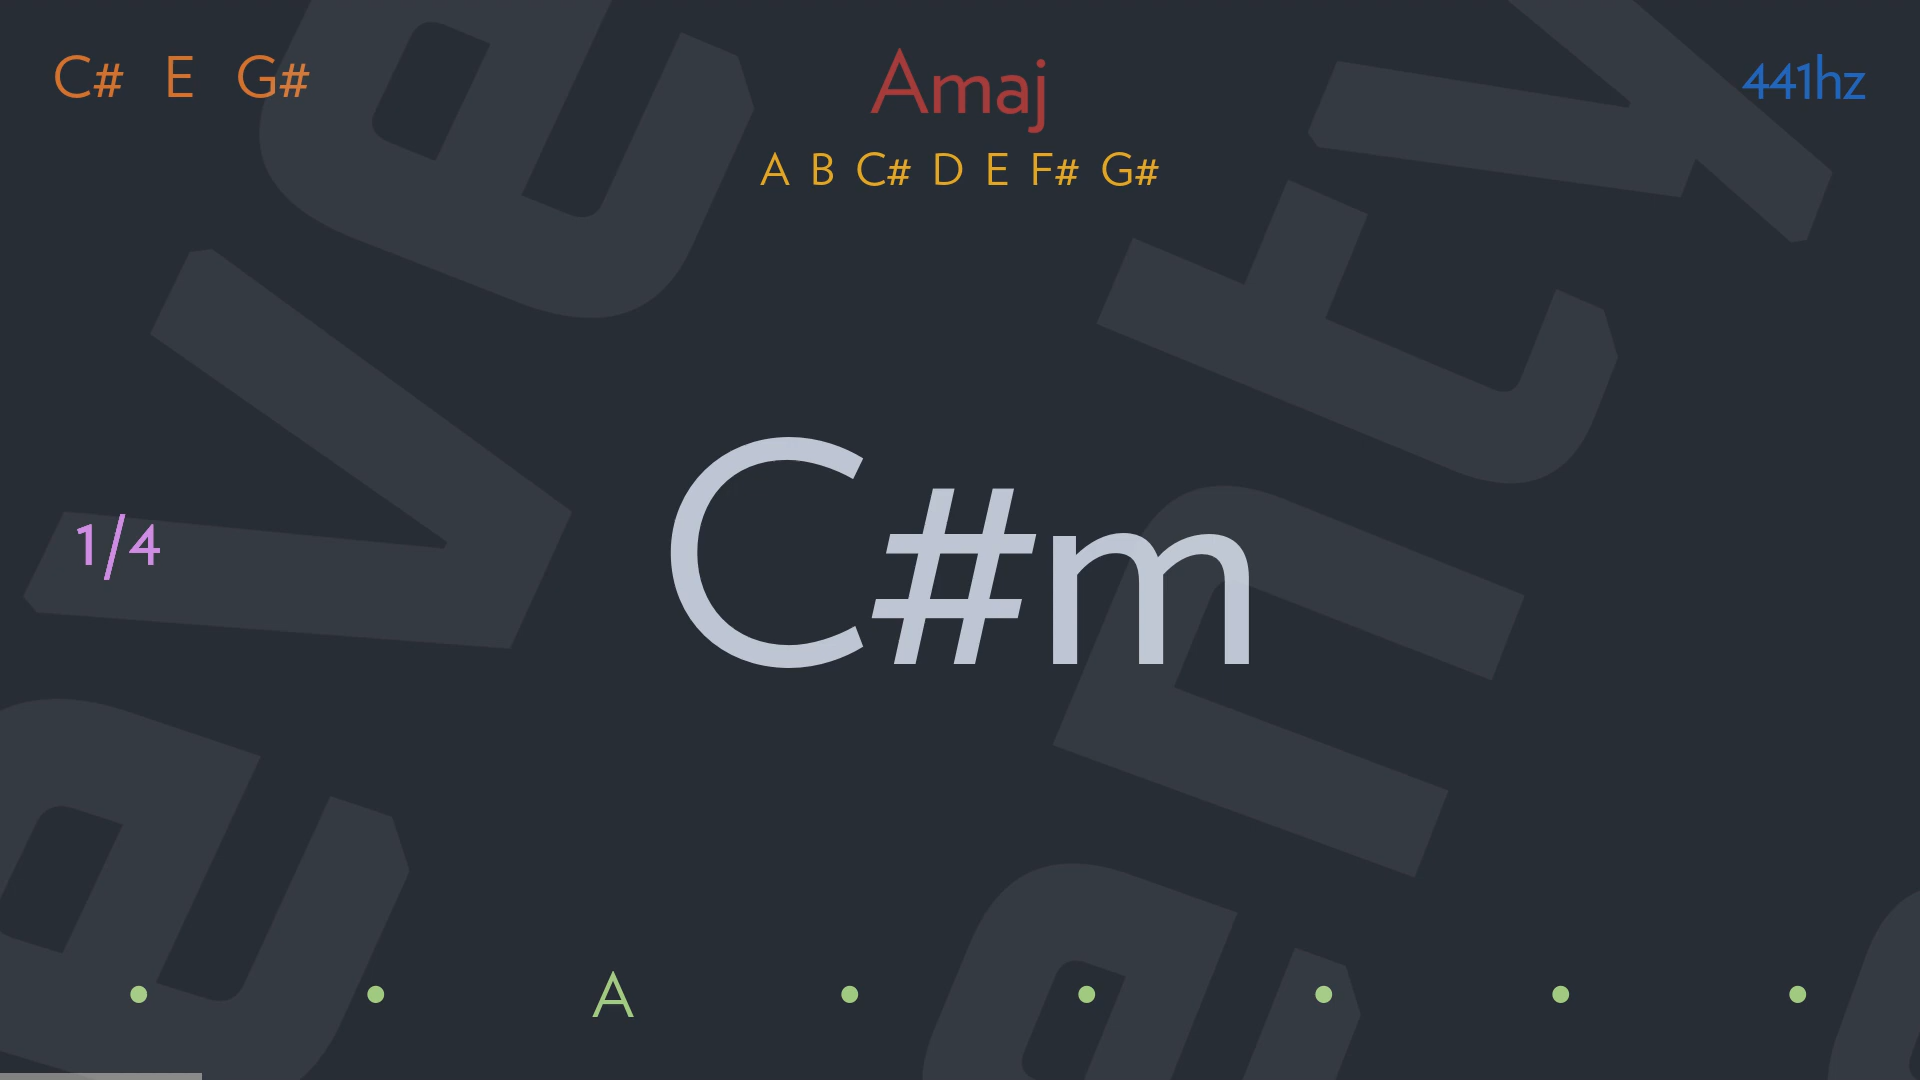 C# E G#
Amaj
441hz
A B C# D E F# G#
C#m
1/4
A